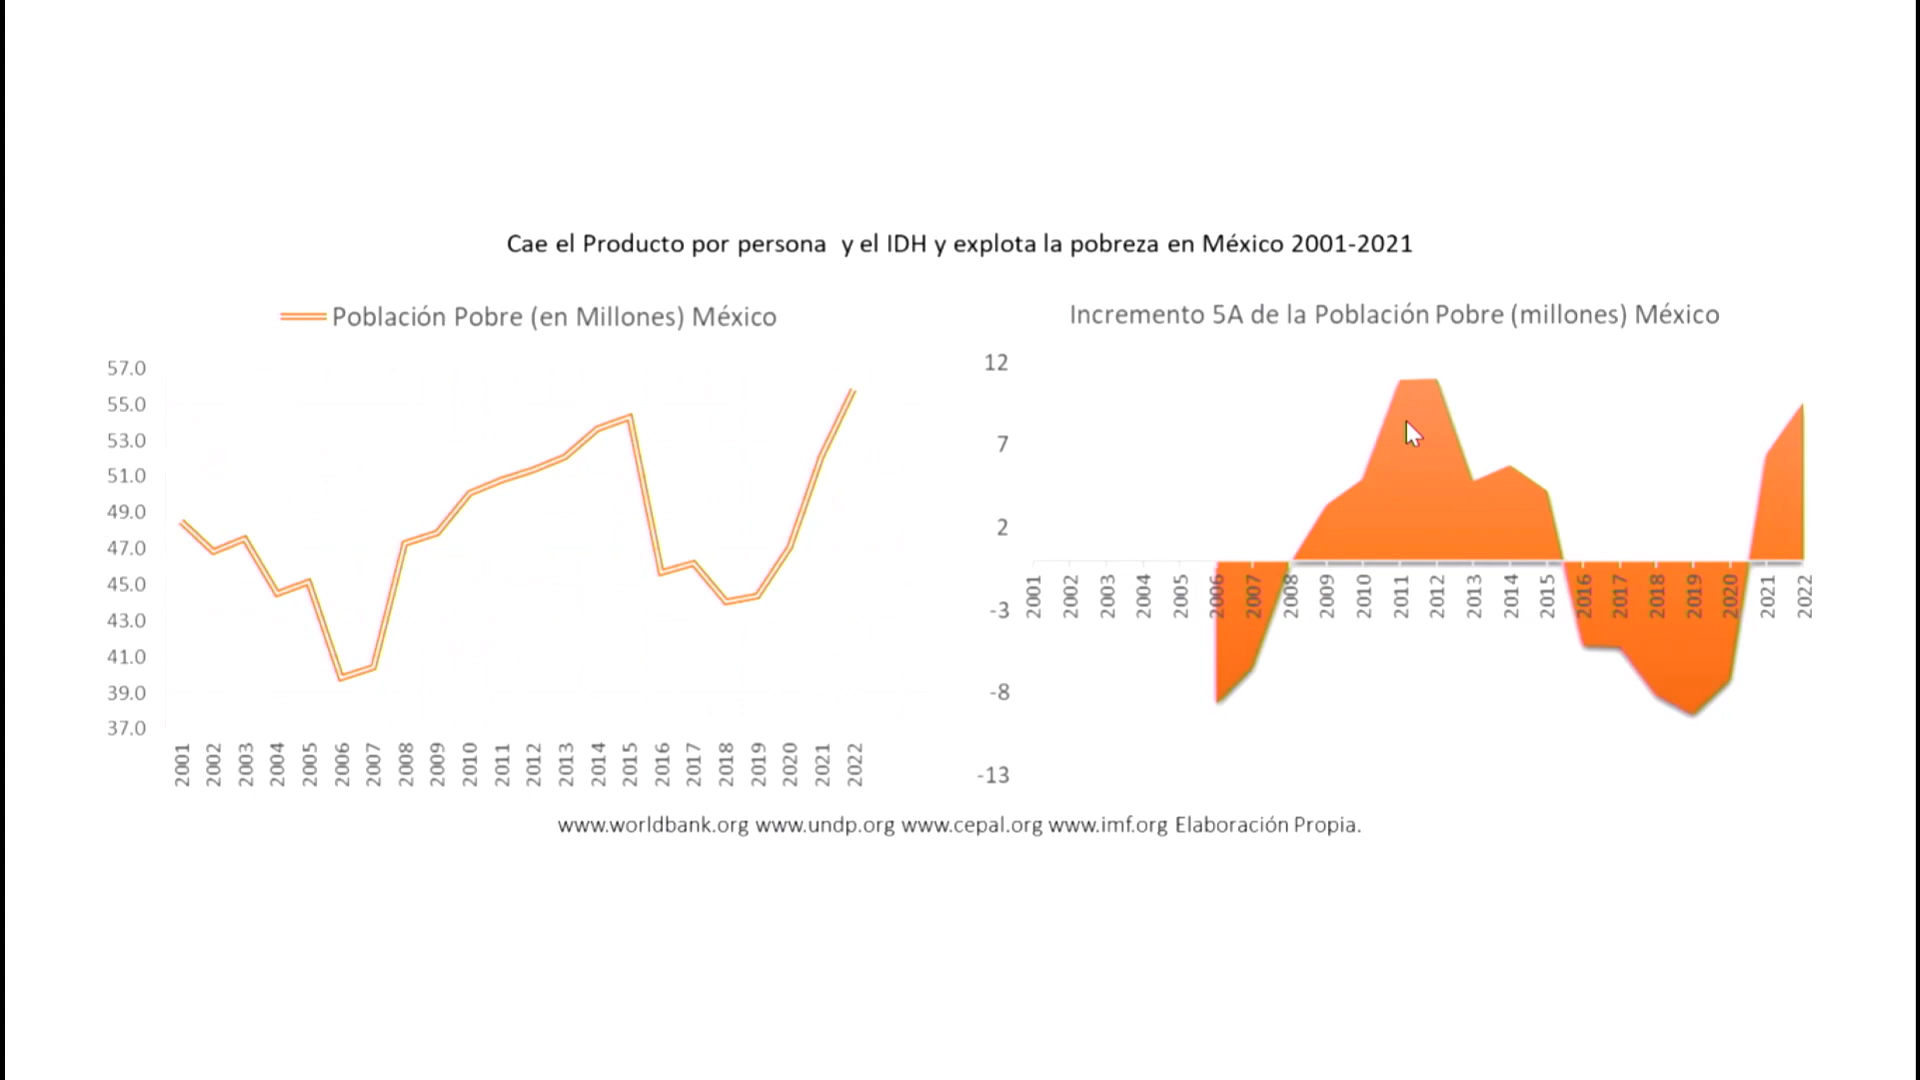 Cae el Producto por persona y el IDH y explota la pobreza en México 2001-2021
Población Pobre (en Millones) México
57.0
55.0
53.0
51.0
49.0
47.0
45.0
43.0
41.0
39.0
37.0
2001 2002 2003 2004 2005 2006 2007 2008 2009 2010 2011 2012 2013 2014 2015 2016 2017 2018 2019 2020 2021 2022
Incremento 5A de la Población Pobre (millones) México
12
7
2
-3
-8
-13
2001 2002 2003 2004 2005 2006 2007 2008 2009 2010 2011 2012 2013 2014 2015 2016 2017 2018 2019 2020 2021 2022
www.worldbank.org www.undp.org www.cepal.org www.imf.org Elaboración Propia.